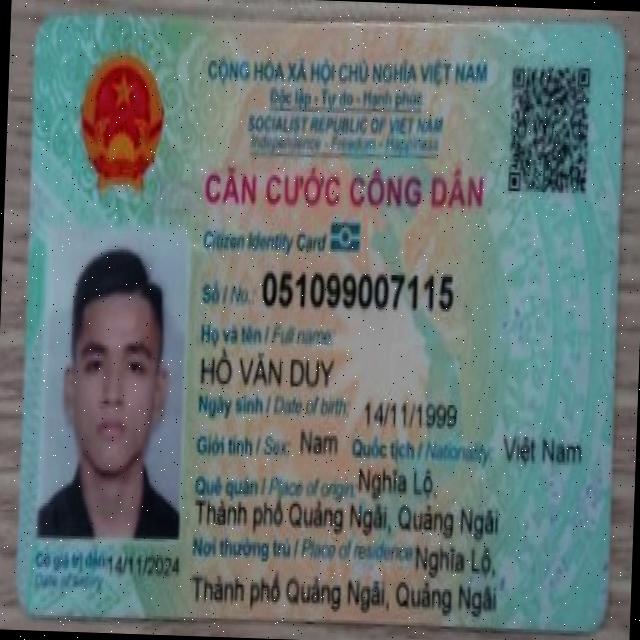 CỘNG HÒA XÃ HỘI CHỦ NGHĨA VIỆT NAM
Độc lập - Tự do - Hạnh phúc
SOCIALIST REPUBLIC OF VIET NAM
Independence - Freedom - Happiness
CĂN CƯỚC CÔNG DÂN
Citizen Identity Card
Số / No.: 051099007115
Họ và tên / Full name:
HỒ VĂN DUY
Ngày sinh / Date of birth: 14/11/1999
Giới tính / Sex: Nam Quốc tịch / Nationality: Việt Nam
Quê quán / Place of origin: Nghĩa Lộ,
Thành phố Quảng Ngãi, Quảng Ngãi
Nơi thường trú / Place of residence: Nghĩa Lộ,
Thành phố Quảng Ngãi, Quảng Ngãi
Có giá trị đến: 14/11/2024
Date of expiry